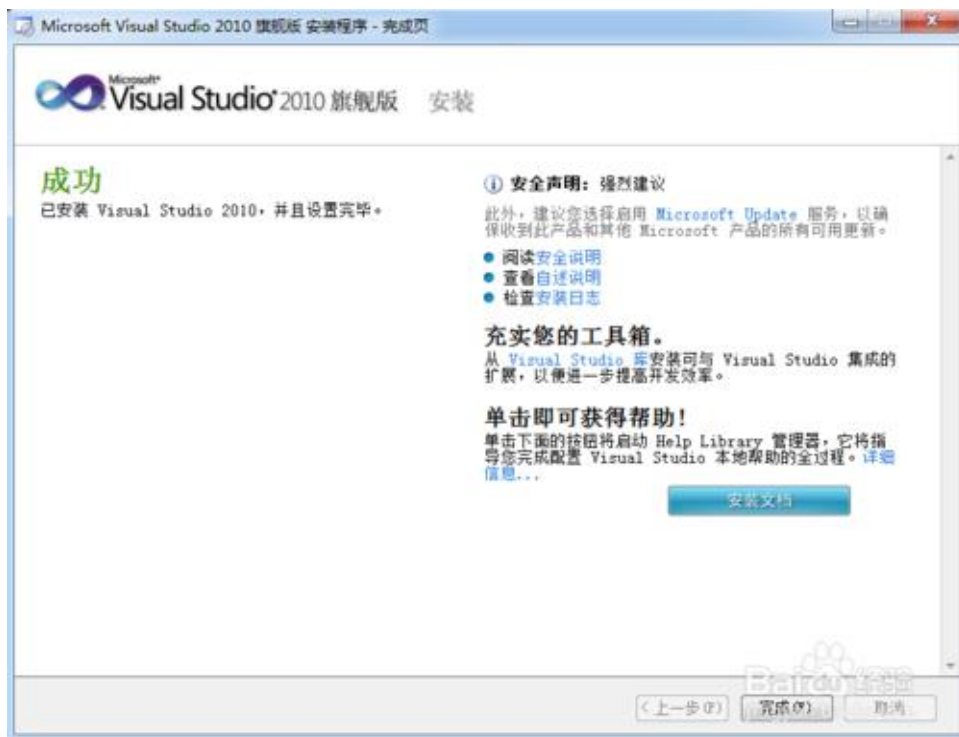 Microsoft Visual Studio 2010 旗舰版 安装程序 - 完成页
Microsoft
Visual Studio 2010 旗舰版 安装
成功
已安装 Visual Studio 2010，并且设置完毕。
安全声明：强烈建议
此外，建议您选择启用 Microsoft Update 服务，以确
保收到此产品和其他 Microsoft 产品的所有可用更新。
阅读安全说明
查看自述说明
检查安装日志
充实您的工具箱。
从 Visual Studio 库安装可与 Visual Studio 集成的
扩展，以便进一步提高开发效率。
单击即可获得帮助！
单击下面的按钮将启动 Help Library 管理器，它将指
导您完成配置 Visual Studio 本地帮助的全过程。详细
信息...
安装文档
Baidu 经验
<上一步(P) 完成(F) 取消